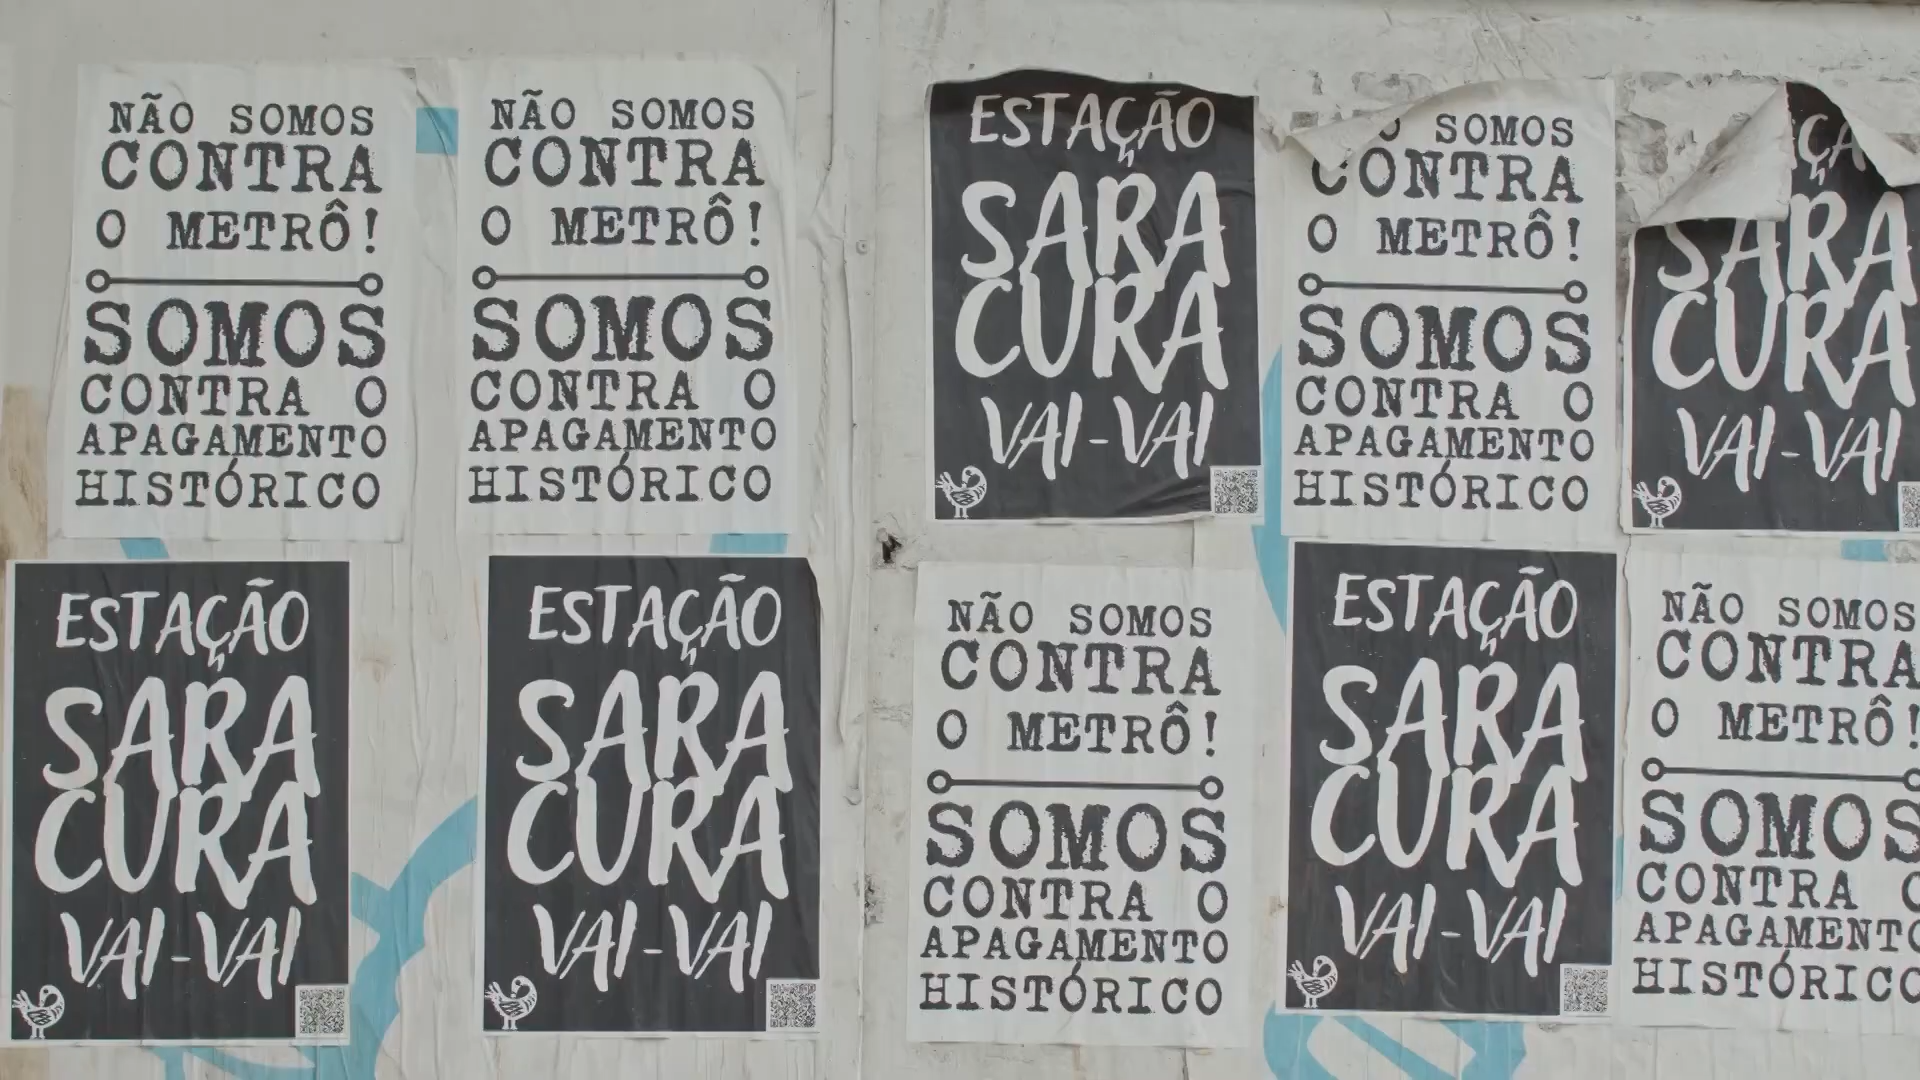 NÃO SOMOS
CONTRA
O METRÔ!
SOMOS
CONTRA O
APAGAMENTO
HISTÓRICO
NÃO SOMOS
CONTRA
O METRÔ!
SOMOS
CONTRA O
APAGAMENTO
HISTÓRICO
ESTAÇÃO
SARA
CURA
VAI-VAI
SOMOS
CONTRA
O METRÔ!
SOMOS
CONTRA O
APAGAMENTO
HISTÓRICO
SARA
CURA
VAI-VAI
ESTAÇÃO
SARA
CURA
VAI-VAI
ESTAÇÃO
SARA
CURA
VAI-VAI
NÃO SOMOS
CONTRA
O METRÔ!
SOMOS
CONTRA O
APAGAMENTO
HISTÓRICO
ESTAÇÃO
SARA
CURA
VAI-VAI
NÃO SOMOS
CONTRA
O METRÔ!
SOMOS
CONTRA O
APAGAMENTO
HISTÓRICO